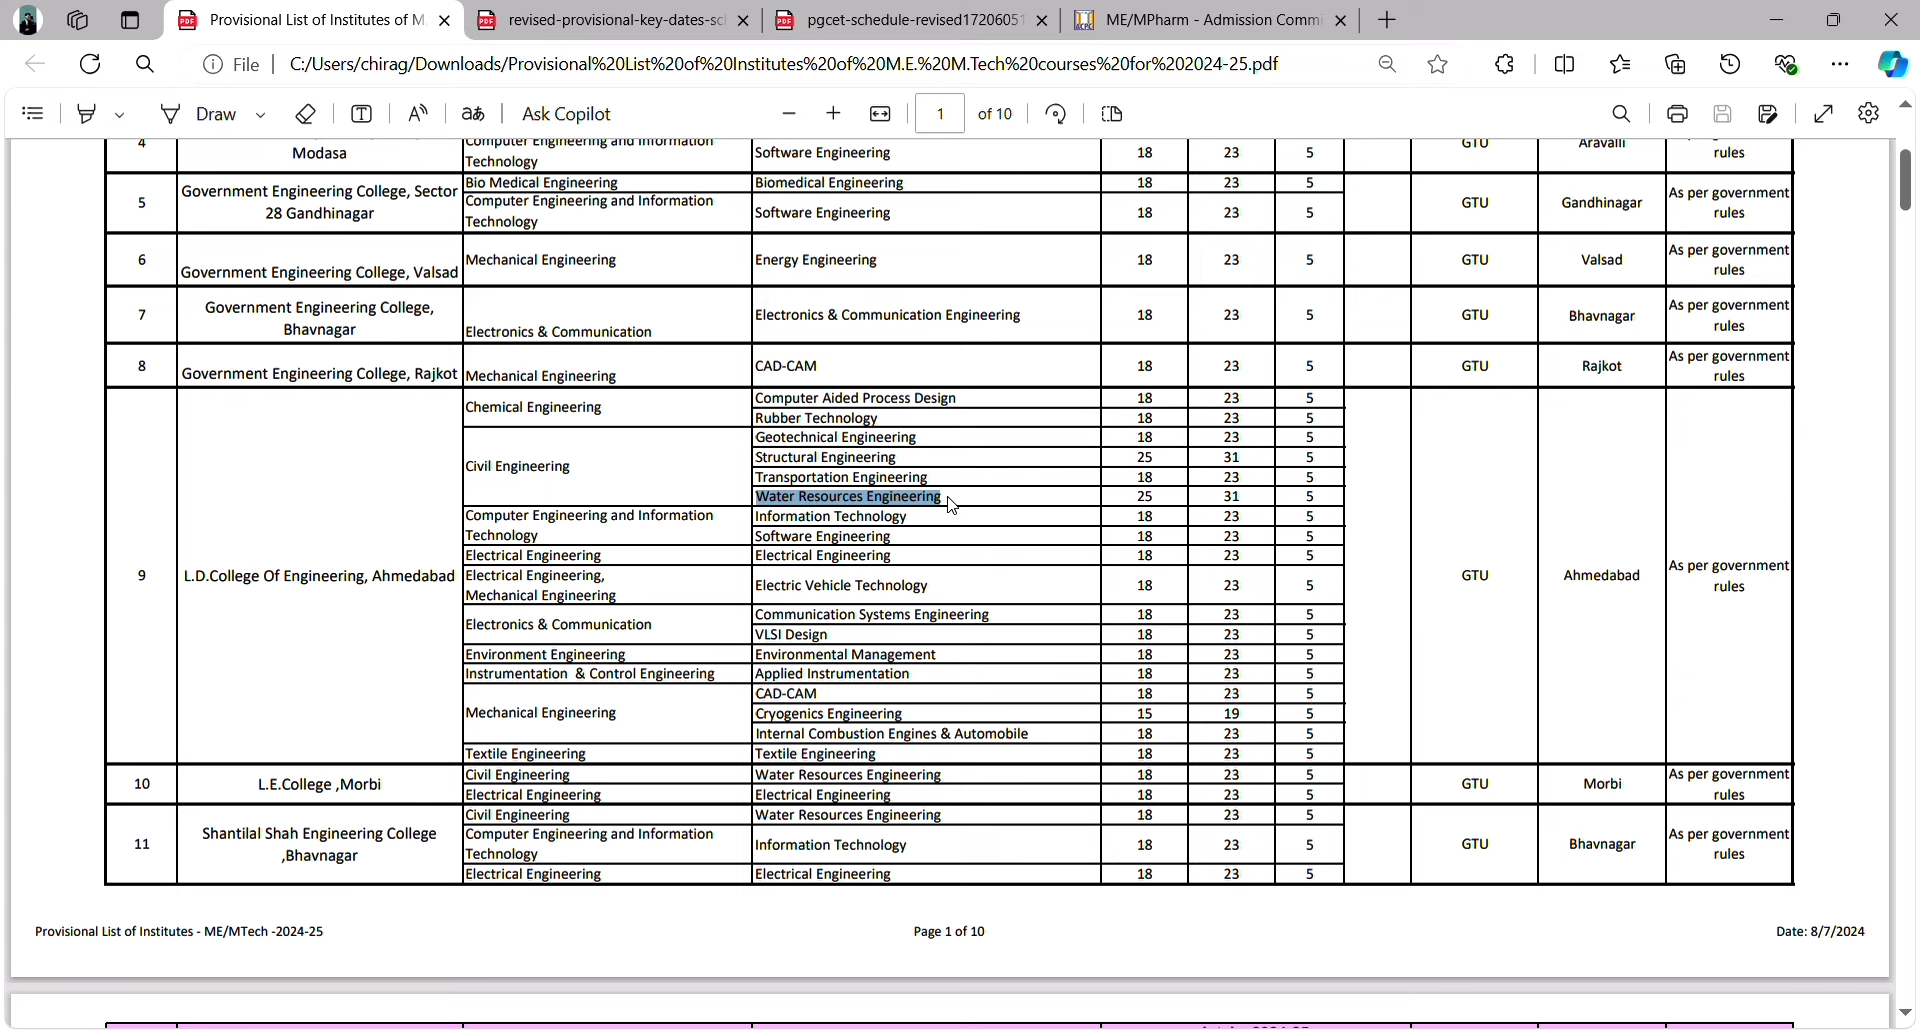 Provisional List of Institutes of M
revised-provisional-key-dates-sc
pgcet-schedule-revised17206051
ME/MPharm - Admission Commi
File
C:/Users/chirag/Downloads/Provisional%20List%20of%20Institutes%20of%20M.E.%20M.Tech%20courses%20for%202024-25.pdf
Draw
Ask Copilot
1 of 10
4 Modasa Computer Engineering and Information Technology Software Engineering 18 23 5 GTU Aravalli rules
5 Government Engineering College, Sector 28 Gandhinagar Bio Medical Engineering Biomedical Engineering 18 23 5 GTU Gandhinagar As per government rules
Computer Engineering and Information Technology Software Engineering 18 23 5
6 Government Engineering College, Valsad Mechanical Engineering Energy Engineering 18 23 5 GTU Valsad As per government rules
7 Government Engineering College, Bhavnagar Electronics & Communication Electronics & Communication Engineering 18 23 5 GTU Bhavnagar As per government rules
8 Government Engineering College, Rajkot Mechanical Engineering CAD-CAM 18 23 5 GTU Rajkot As per government rules
9 L.D.College Of Engineering, Ahmedabad Chemical Engineering Computer Aided Process Design 18 23 5 GTU Ahmedabad As per government rules
Rubber Technology 18 23 5
Civil Engineering Geotechnical Engineering 18 23 5
Structural Engineering 25 31 5
Transportation Engineering 18 23 5
Water Resources Engineering 25 31 5
Computer Engineering and Information Technology Information Technology 18 23 5
Software Engineering 18 23 5
Electrical Engineering Electrical Engineering 18 23 5
Electrical Engineering, Mechanical Engineering Electric Vehicle Technology 18 23 5
Electronics & Communication Communication Systems Engineering 18 23 5
VLSI Design 18 23 5
Environment Engineering Environmental Management 18 23 5
Instrumentation & Control Engineering Applied Instrumentation 18 23 5
Mechanical Engineering CAD-CAM 18 23 5
Cryogenics Engineering 15 19 5
Internal Combustion Engines & Automobile 18 23 5
Textile Engineering Textile Engineering 18 23 5
10 L.E.College ,Morbi Civil Engineering Water Resources Engineering 18 23 5 GTU Morbi As per government rules
Electrical Engineering Electrical Engineering 18 23 5
11 Shantilal Shah Engineering College ,Bhavnagar Civil Engineering Water Resources Engineering 18 23 5 GTU Bhavnagar As per government rules
Computer Engineering and Information Technology Information Technology 18 23 5
Electrical Engineering Electrical Engineering 18 23 5
Provisional List of Institutes - ME/MTech -2024-25
Page 1 of 10
Date: 8/7/2024